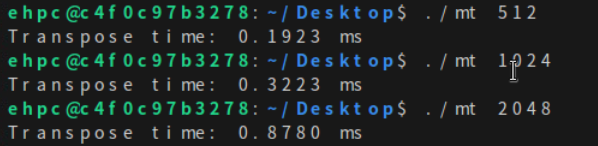 ehpc@c4f0c97b3278:~/Desktop$ ./mt 512
Transpose time: 0.1923 ms
ehpc@c4f0c97b3278:~/Desktop$ ./mt 1024
Transpose time: 0.3223 ms
ehpc@c4f0c97b3278:~/Desktop$ ./mt 2048
Transpose time: 0.8780 ms